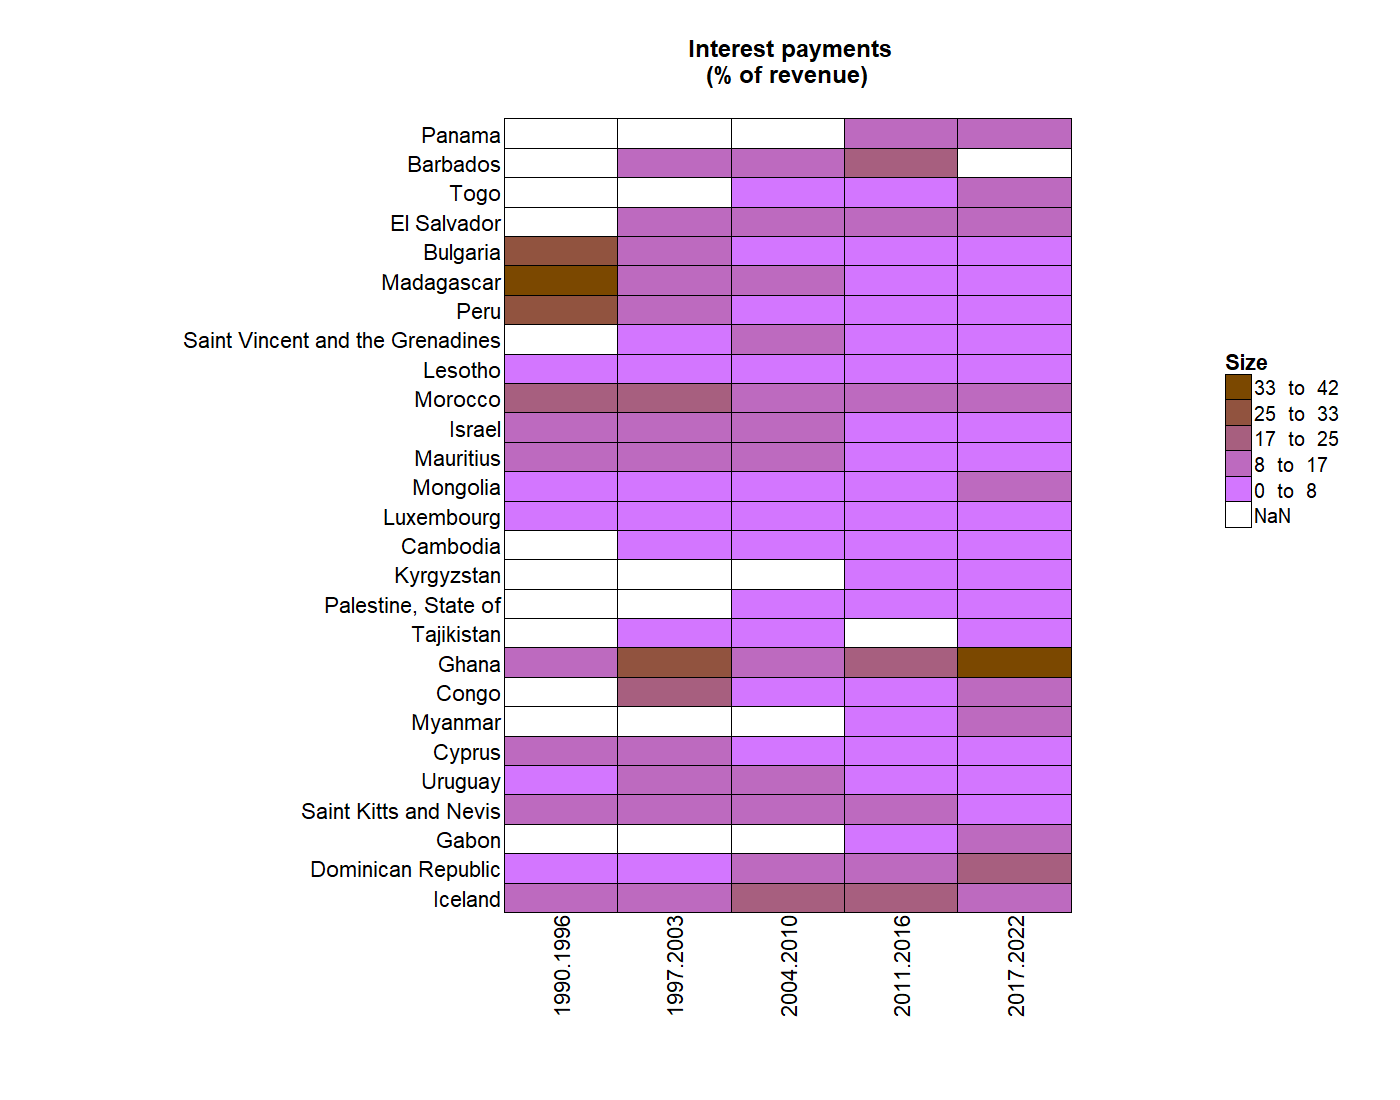 Interest payments
(% of revenue)
Panama
Barbados
Togo
El Salvador
Bulgaria
Madagascar
Peru
Saint Vincent and the Grenadines
Lesotho
Morocco
Israel
Mauritius
Mongolia
Luxembourg
Cambodia
Kyrgyzstan
Palestine, State of
Tajikistan
Ghana
Congo
Myanmar
Cyprus
Uruguay
Saint Kitts and Nevis
Gabon
Dominican Republic
Iceland
1990.1996
1997.2003
2004.2010
2011.2016
2017.2022
Size
33 to 42
25 to 33
17 to 25
8 to 17
0 to 8
NaN